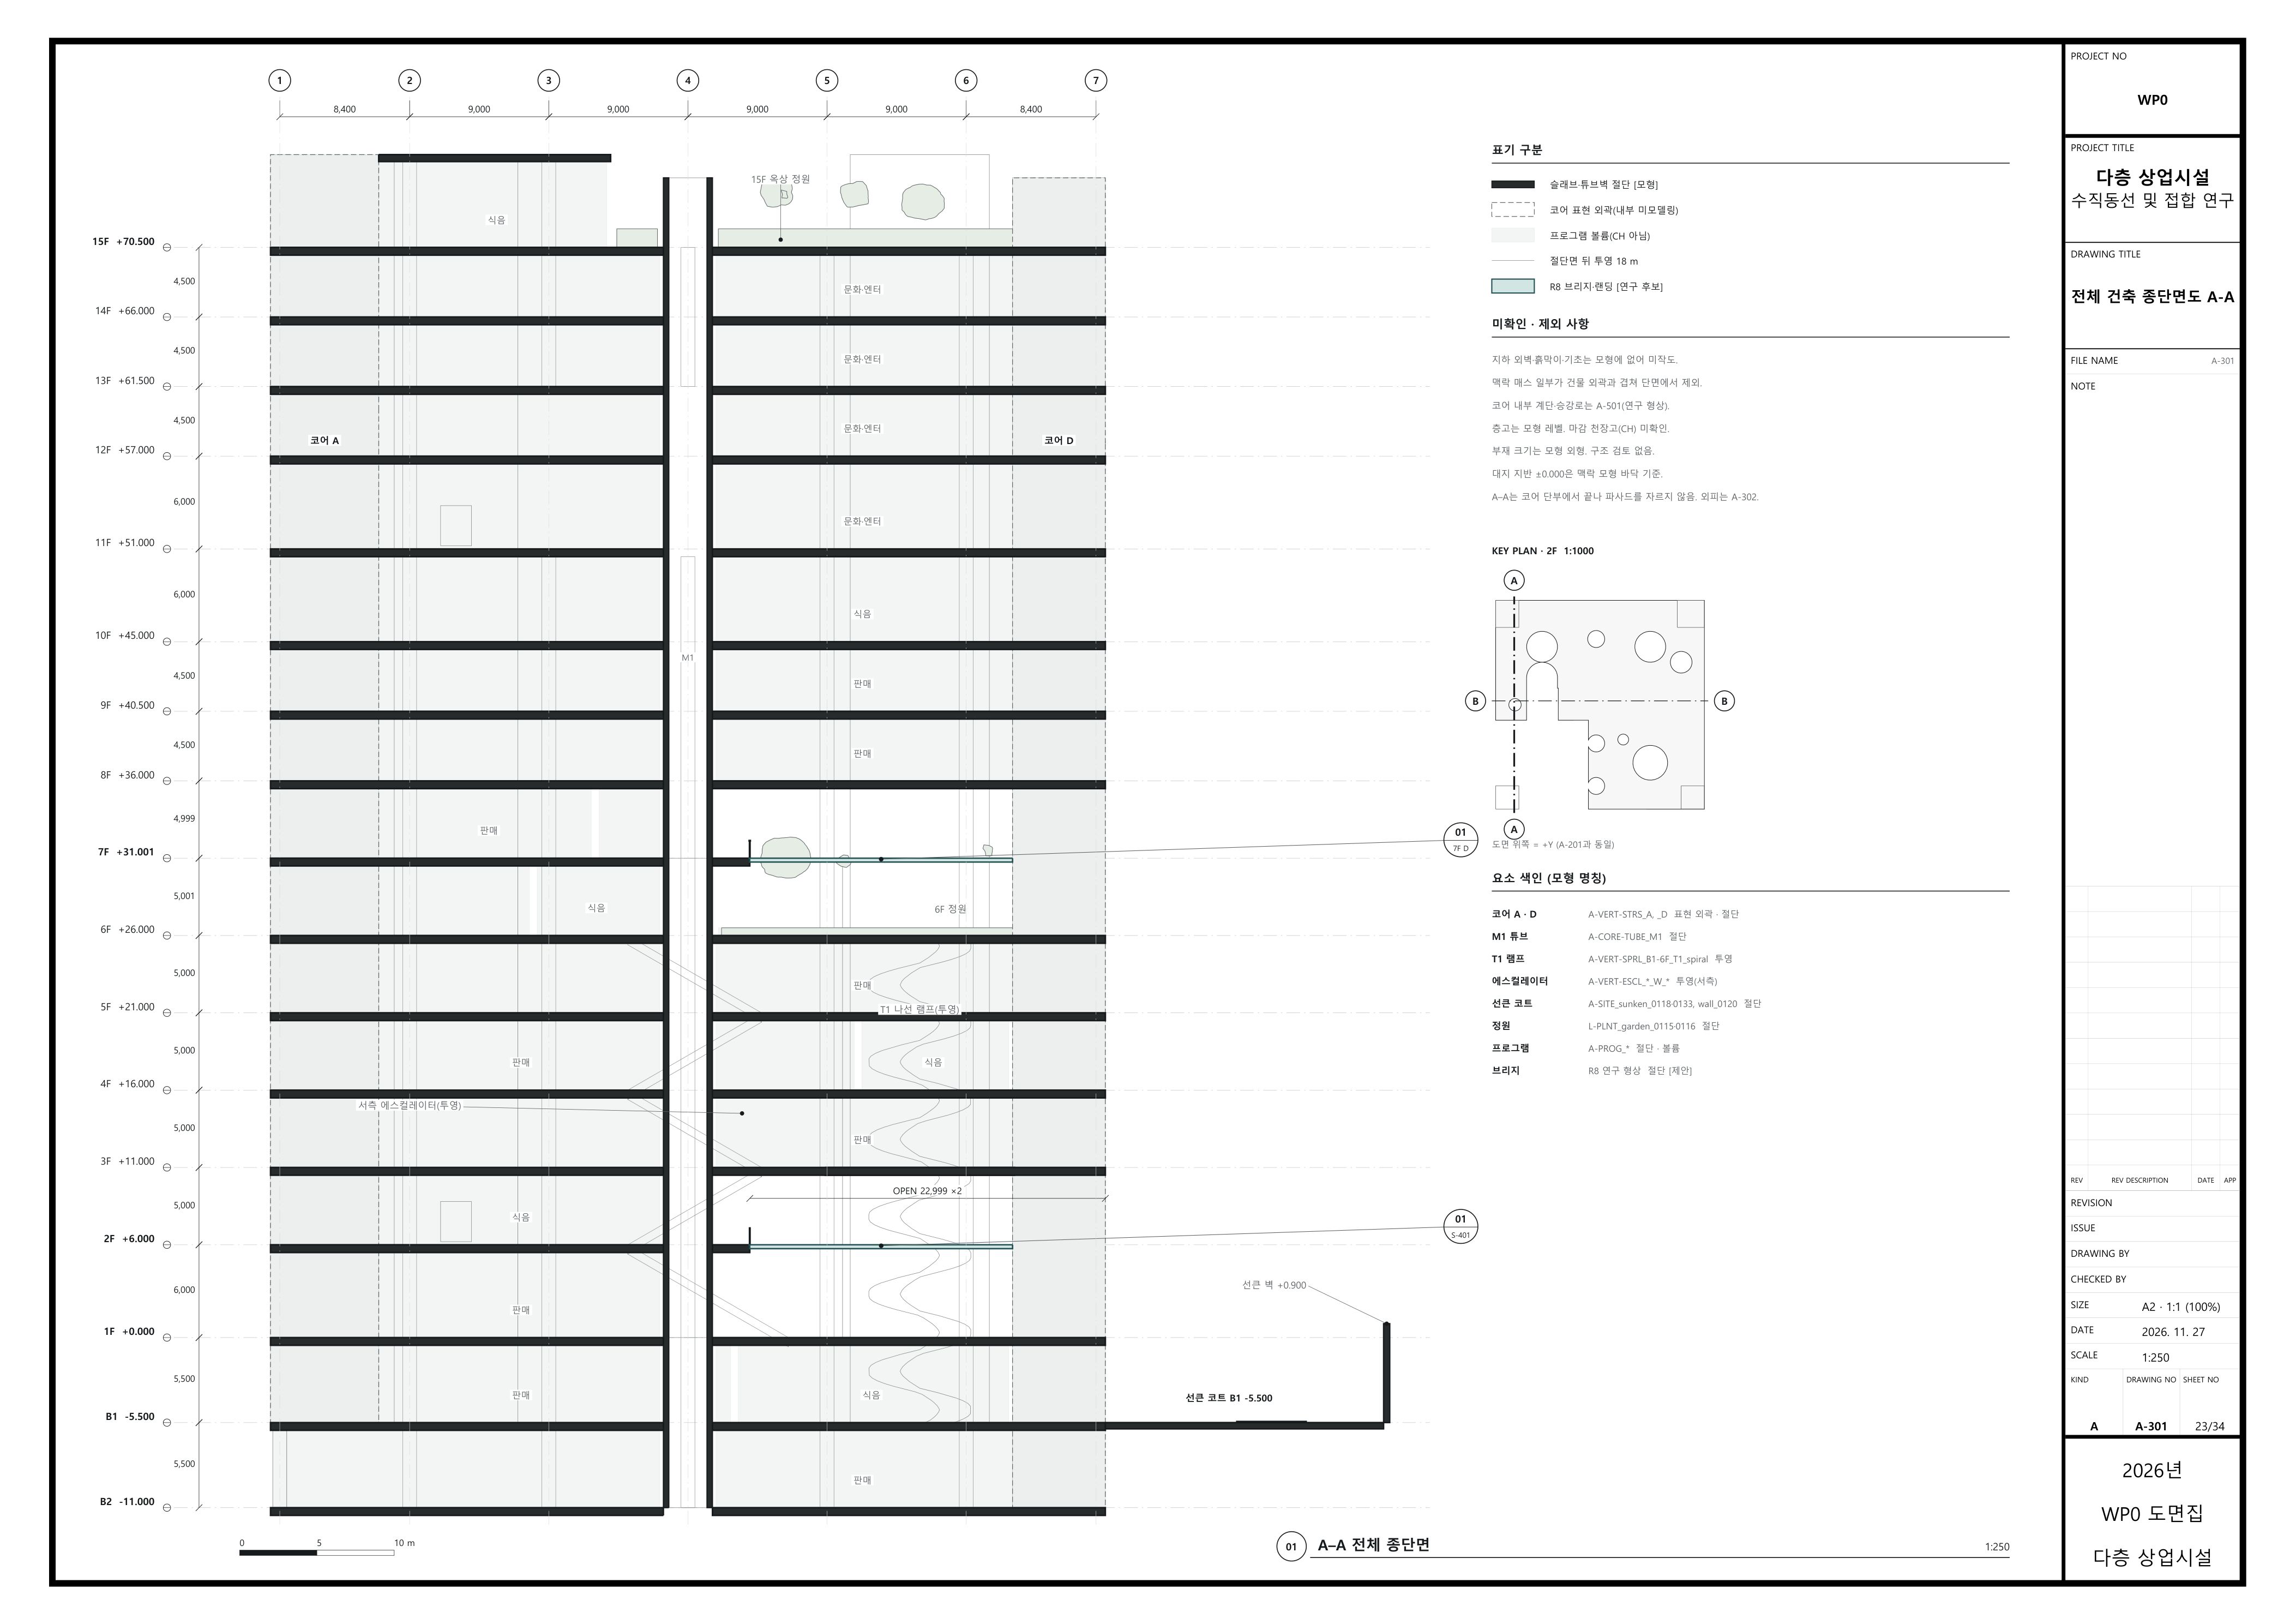 1 2 3 4 5 6 7
8,400 9,000 9,000 9,000 9,000 8,400
15F 옥상 정원
식음
15F +70.500
4,500
문화·엔터
14F +66.000
4,500
문화·엔터
13F +61.500
4,500
문화·엔터
코어 A
코어 D
12F +57.000
6,000
문화·엔터
11F +51.000
6,000
식음
10F +45.000
M1
4,500
판매
9F +40.500
4,500
판매
8F +36.000
4,999
판매
7F +31.001
5,001
식음
6F 정원
6F +26.000
5,000
판매
T1 나선 램프(투영)
5F +21.000
5,000
판매
식음
4F +16.000
서측 에스컬레이터(투영)
5,000
판매
3F +11.000
OPEN 22,999 ×2
5,000
식음
2F +6.000
6,000
선큰 벽 +0.900
판매
1F +0.000
5,500
판매
식음
선큰 코트 B1 -5.500
B1 -5.500
5,500
판매
B2 -11.000
0 5 10 m
01 A–A 전체 종단면
1:250
표기 구분
슬래브·튜브벽 절단 [모형]
코어 표현 외곽(내부 미모델링)
프로그램 볼륨(CH 아님)
절단면 뒤 투영 18 m
R8 브리지·랜딩 [연구 후보]
미확인 · 제외 사항
지하 외벽·흙막이·기초는 모형에 없어 미작도.
맥락 매스 일부가 건물 외곽과 겹쳐 단면에서 제외.
코어 내부 계단·승강로는 A-501(연구 형상).
층고는 모형 레벨. 마감 천장고(CH) 미확인.
부재 크기는 모형 외형. 구조 검토 없음.
대지 지반 ±0.000은 맥락 모형 바닥 기준.
A–A는 코어 단부에서 끝나 파사드를 자르지 않음. 외피는 A-302.
KEY PLAN · 2F 1:1000
A
B
B
A
01
7F D
도면 위쪽 = +Y (A-201과 동일)
요소 색인 (모형 명칭)
코어 A · D A-VERT-STRS_A, _D 표현 외곽 · 절단
M1 튜브 A-CORE-TUBE_M1 절단
T1 램프 A-VERT-SPRL_B1-6F_T1_spiral 투영
에스컬레이터 A-VERT-ESCL_*_W_* 투영(서측)
선큰 코트 A-SITE_sunken_0118·0133, wall_0120 절단
정원 L-PLNT_garden_0115·0116 절단
프로그램 A-PROG_* 절단 · 볼륨
브리지 R8 연구 형상 절단 [제안]
01
S-401
PROJECT NO
WP0
PROJECT TITLE
다층 상업시설
수직동선 및 접합 연구
DRAWING TITLE
전체 건축 종단면도 A-A
FILE NAME A-301
NOTE
REV REV DESCRIPTION DATE APP
REVISION
ISSUE
DRAWING BY
CHECKED BY
SIZE A2 · 1:1 (100%)
DATE 2026. 11. 27
SCALE 1:250
KIND DRAWING NO SHEET NO
A A-301 23/34
2026년
WP0 도면집
다층 상업시설